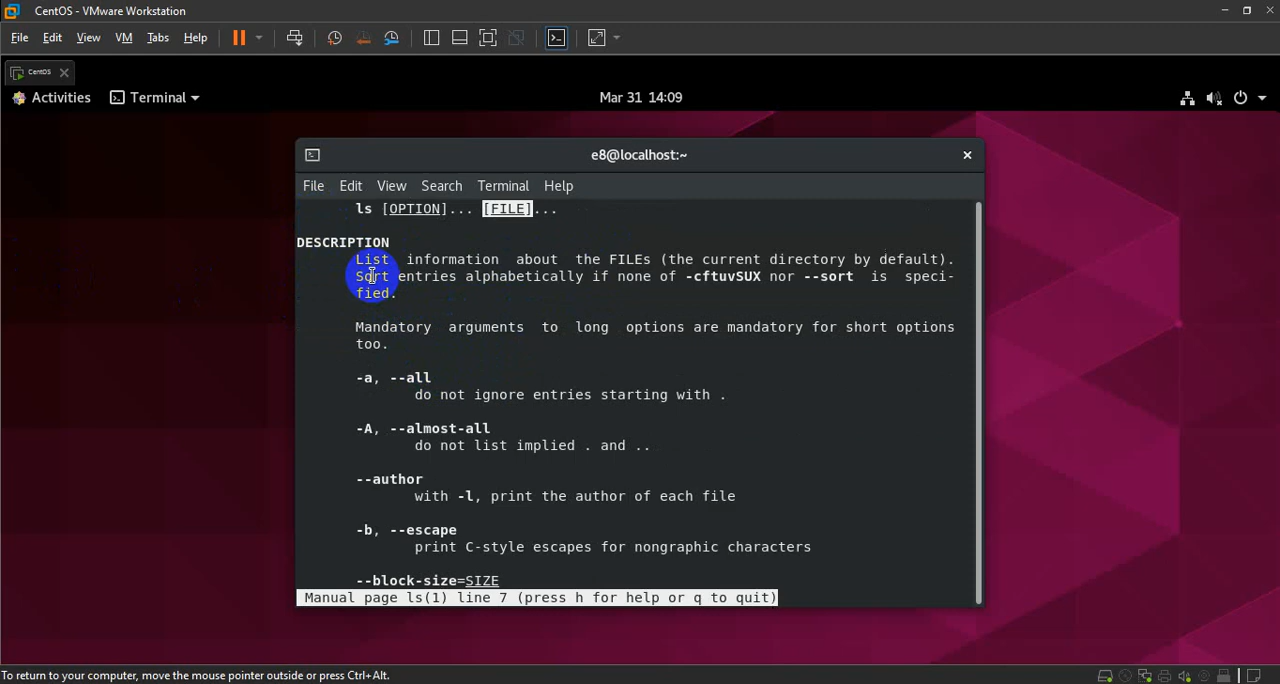 CentOS - VMware Workstation
File Edit View VM Tabs Help
CentOS
Activities Terminal Mar 31 14:09
e8@localhost:~
File Edit View Search Terminal Help
ls [OPTION]... [FILE]...
DESCRIPTION
List information about the FILEs (the current directory by default).
Sort entries alphabetically if none of -cftuvSUX nor --sort is speci-
fied.
Mandatory arguments to long options are mandatory for short options
too.
-a, --all
do not ignore entries starting with .
-A, --almost-all
do not list implied . and ..
--author
with -l, print the author of each file
-b, --escape
print C-style escapes for nongraphic characters
--block-size=SIZE
Manual page ls(1) line 7 (press h for help or q to quit)
To return to your computer, move the mouse pointer outside or press Ctrl+Alt.